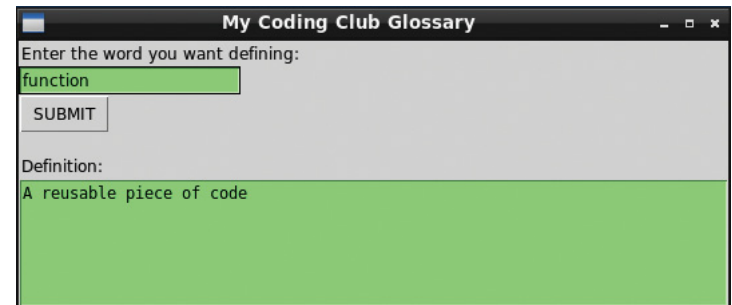 My Coding Club Glossary
Enter the word you want defining:
function
SUBMIT
Definition:
A reusable piece of code